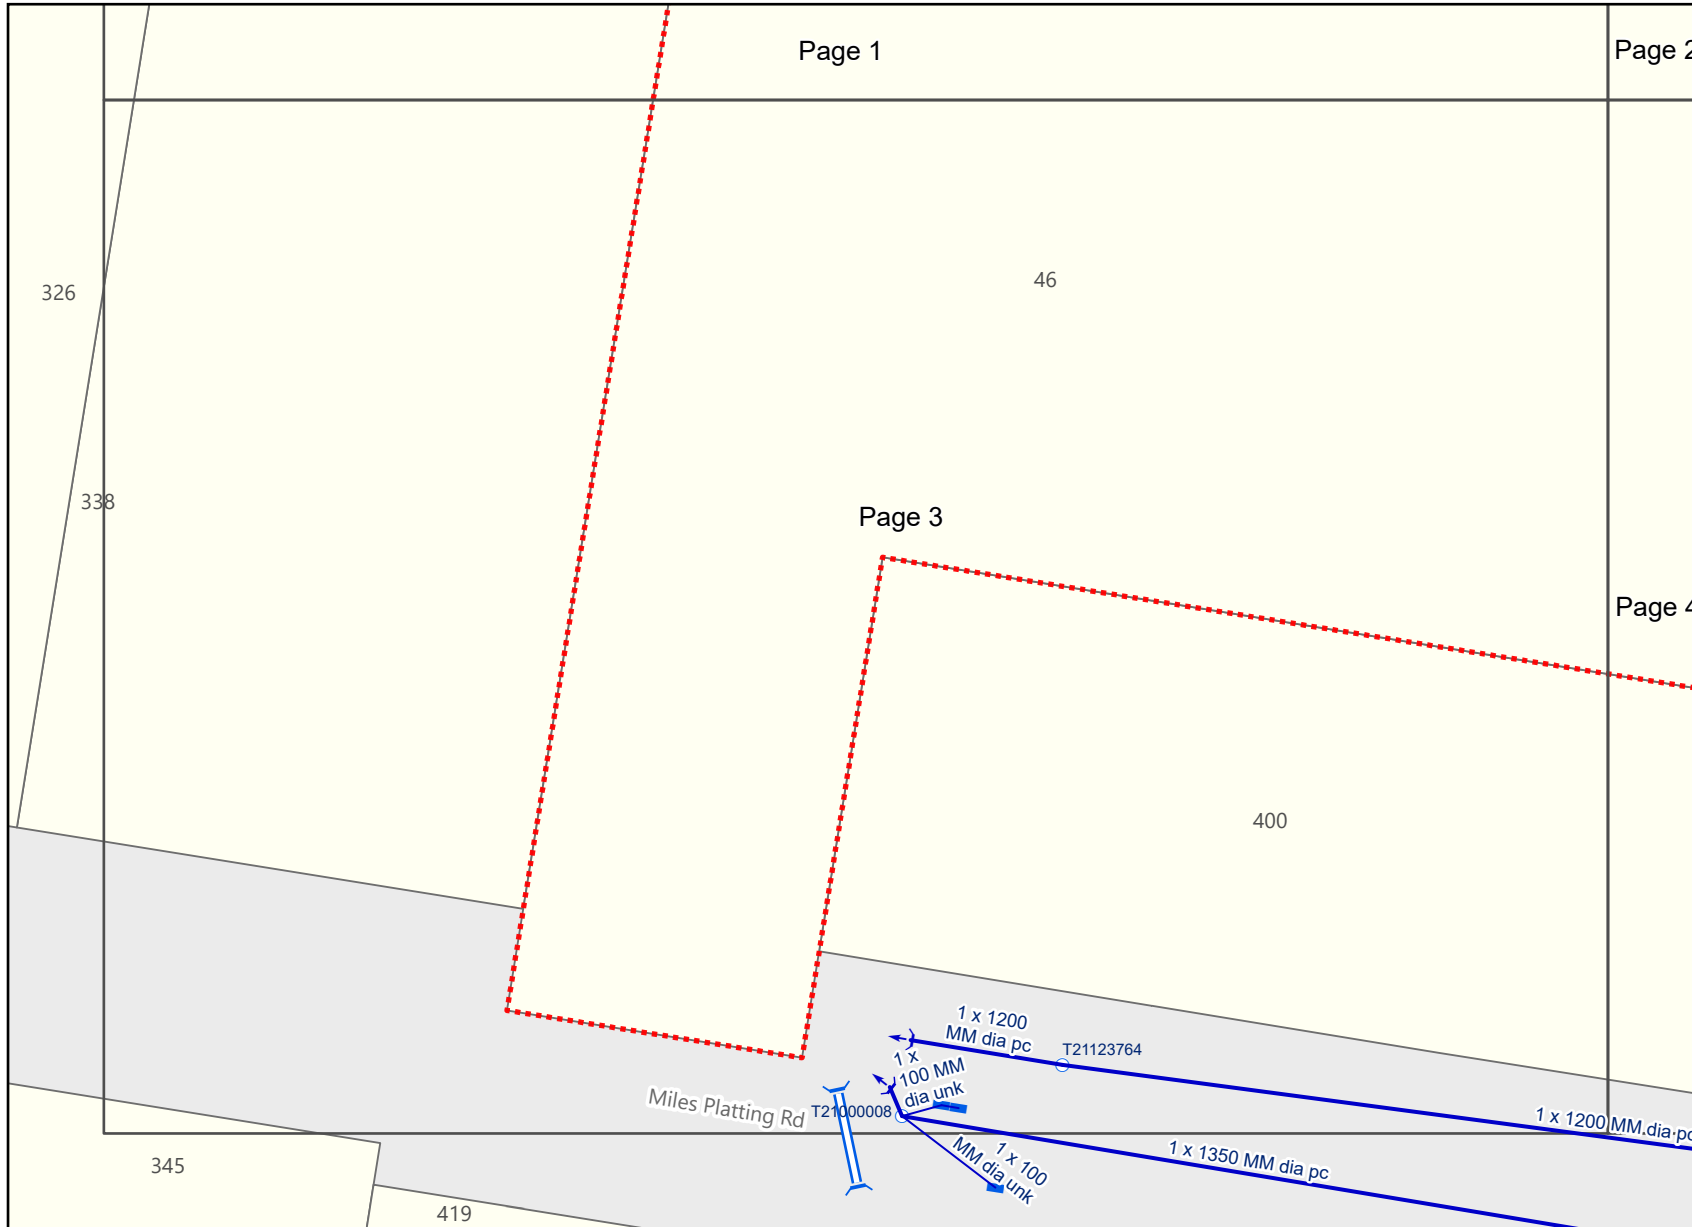 Page 1
Page 2
326
46
338
Page 3
Page 4
400
1 x 1200
MM dia pc
T21123764
1 x
100 MM
dia unk
Miles Platting Rd
T21000008
1 x 1200 MM dia pc
1 x 1350 MM dia pc
1 x 100
MM dia unk
345
419